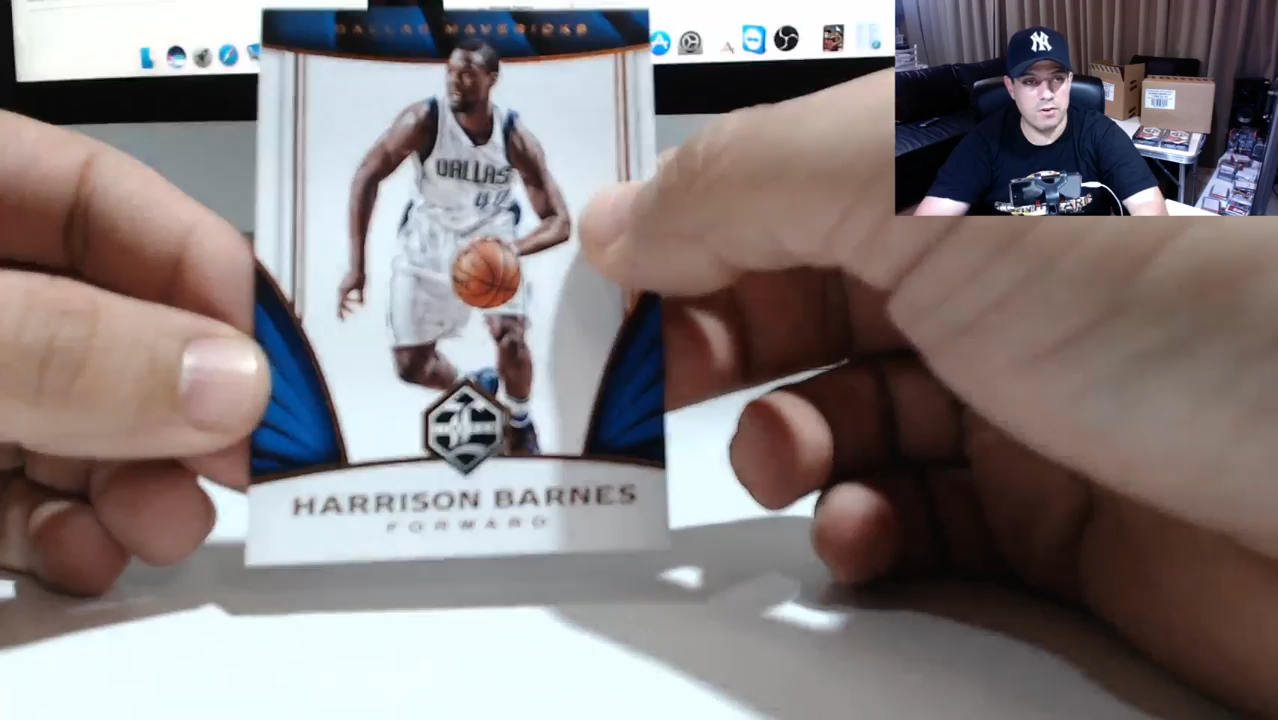 DALLAS MAVERICKS
DALLAS
HARRISON BARNES
FORWARD
NY